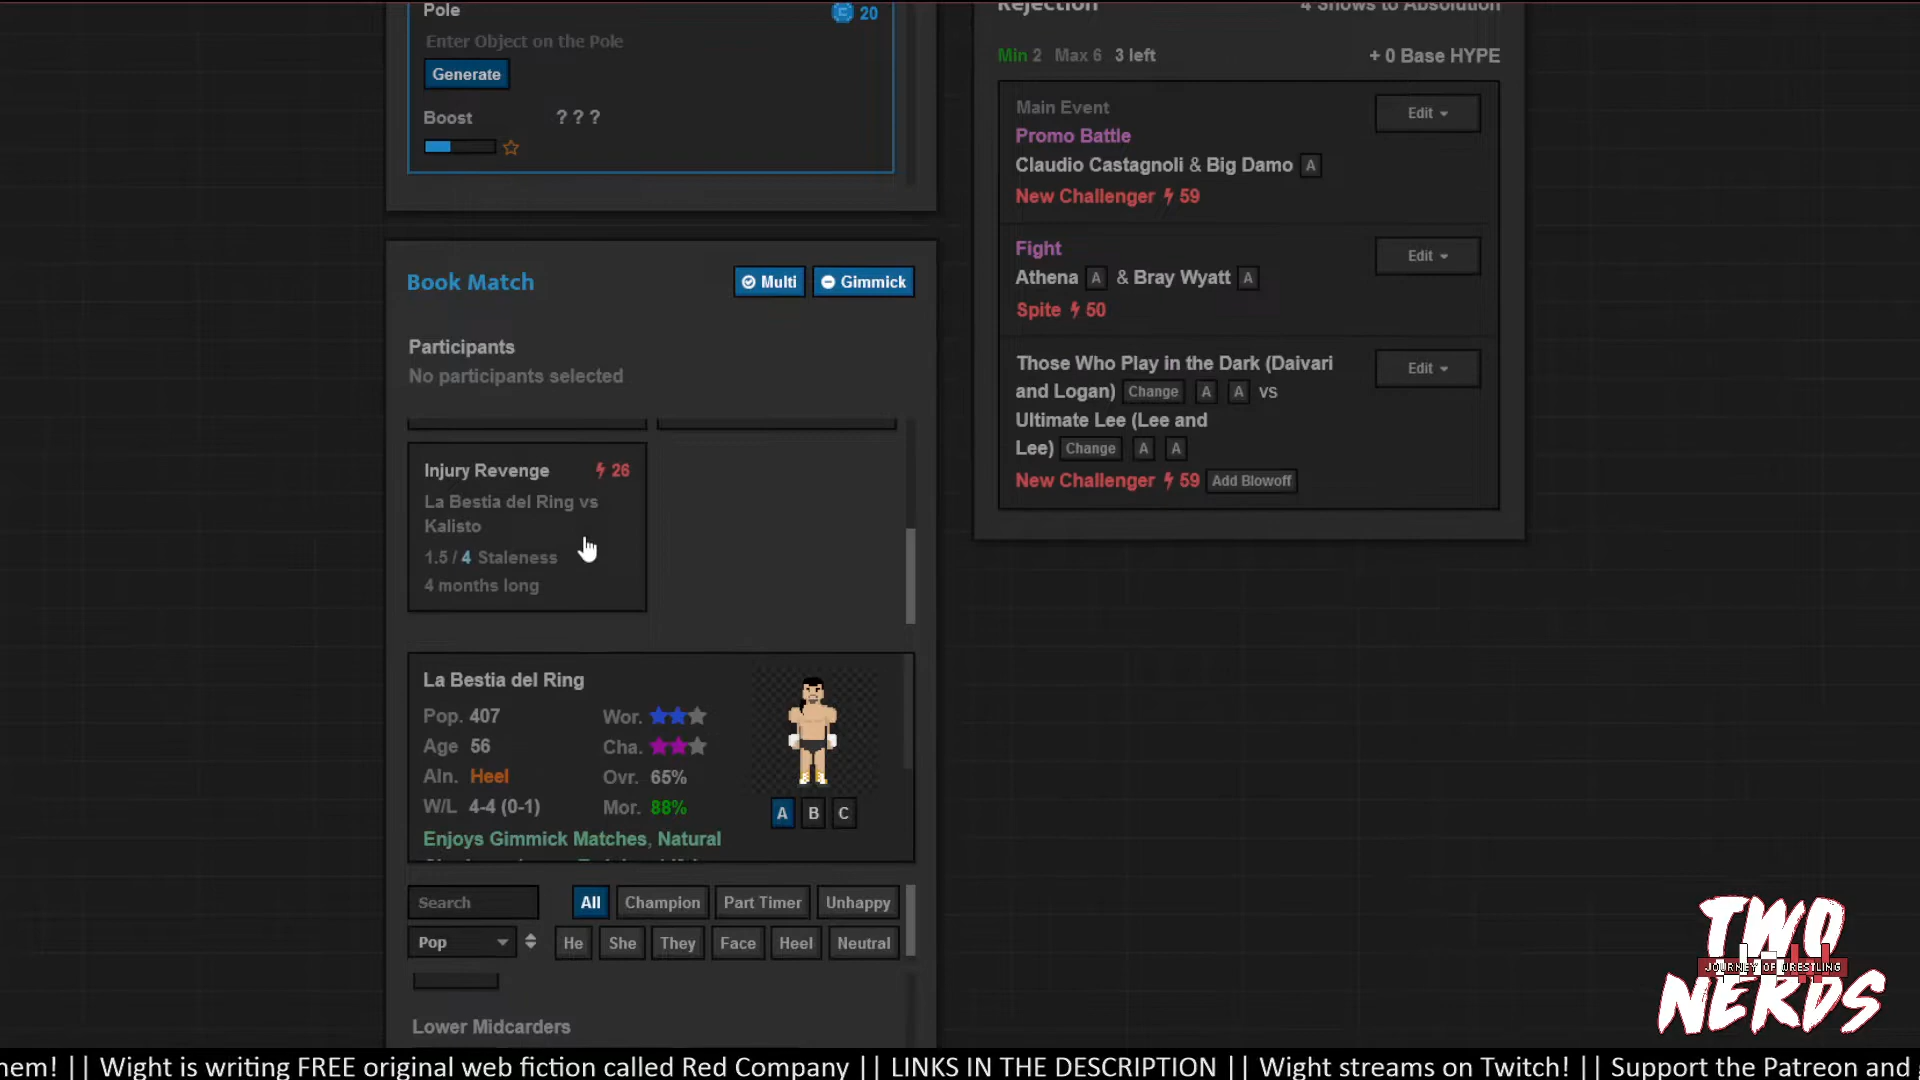 Pole
20
Enter Object on the Pole
Generate
Boost ? ? ?
Book Match
Multi
Gimmick
Participants
No participants selected
Injury Revenge 26
La Bestia del Ring vs
Kalisto
1.5 / 4 Staleness
4 months long
La Bestia del Ring
Pop. 407
Wor.
Age 56
Cha.
Aln. Heel
Ovr. 65%
W/L 4-4 (0-1)
Mor. 88%
A B C
Enjoys Gimmick Matches, Natural
Search
All
Champion
Part Timer
Unhappy
Pop
He
She
They
Face
Heel
Neutral
Lower Midcarders
Rejection
4 Shows to Absolution
Min 2 Max 6 3 left
+ 0 Base HYPE
Main Event
Edit
Promo Battle
Claudio Castagnoli & Big Damo A
New Challenger 59
Fight
Edit
Athena A & Bray Wyatt A
Spite 50
Those Who Play in the Dark (Daivari
Edit
and Logan) Change A A vs
Ultimate Lee (Lee and
Lee) Change A A
New Challenger 59 Add Blowoff
TWO
JOURNEY OF WRESTLING
NERDS
hem! || Wight is writing FREE original web fiction called Red Company || LINKS IN THE DESCRIPTION || Wight streams on Twitch! || Support the Patreon and